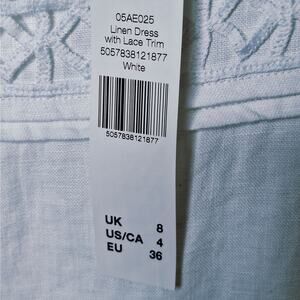 05AE025
Linen Dress
with Lace Trim
5057838121877
White
5057838121877
UK 8
US/CA 4
EU 36